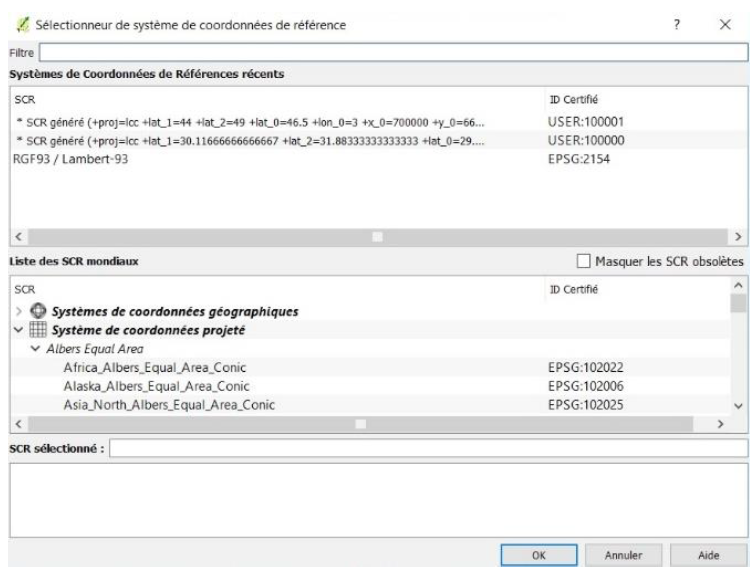 Sélectionneur de système de coordonnées de référence ? ×
Filtre
Systèmes de Coordonnées de Références récents
SCR ID Certifié
* SCR généré (+proj=lcc +lat_1=44 +lat_2=49 +lat_0=46.5 +lon_0=3 +x_0=700000 +y_0=66... USER:100001
* SCR généré (+proj=lcc +lat_1=30.11666666666667 +lat_2=31.88333333333333 +lat_0=29.... USER:100000
RGF93 / Lambert-93 EPSG:2154
Liste des SCR mondiaux Masquer les SCR obsolètes
SCR ID Certifié
Systèmes de coordonnées géographiques
Système de coordonnées projeté
Albers Equal Area
Africa_Albers_Equal_Area_Conic EPSG:102022
Alaska_Albers_Equal_Area_Conic EPSG:102006
Asia_North_Albers_Equal_Area_Conic EPSG:102025
SCR sélectionné :
OK Annuler Aide